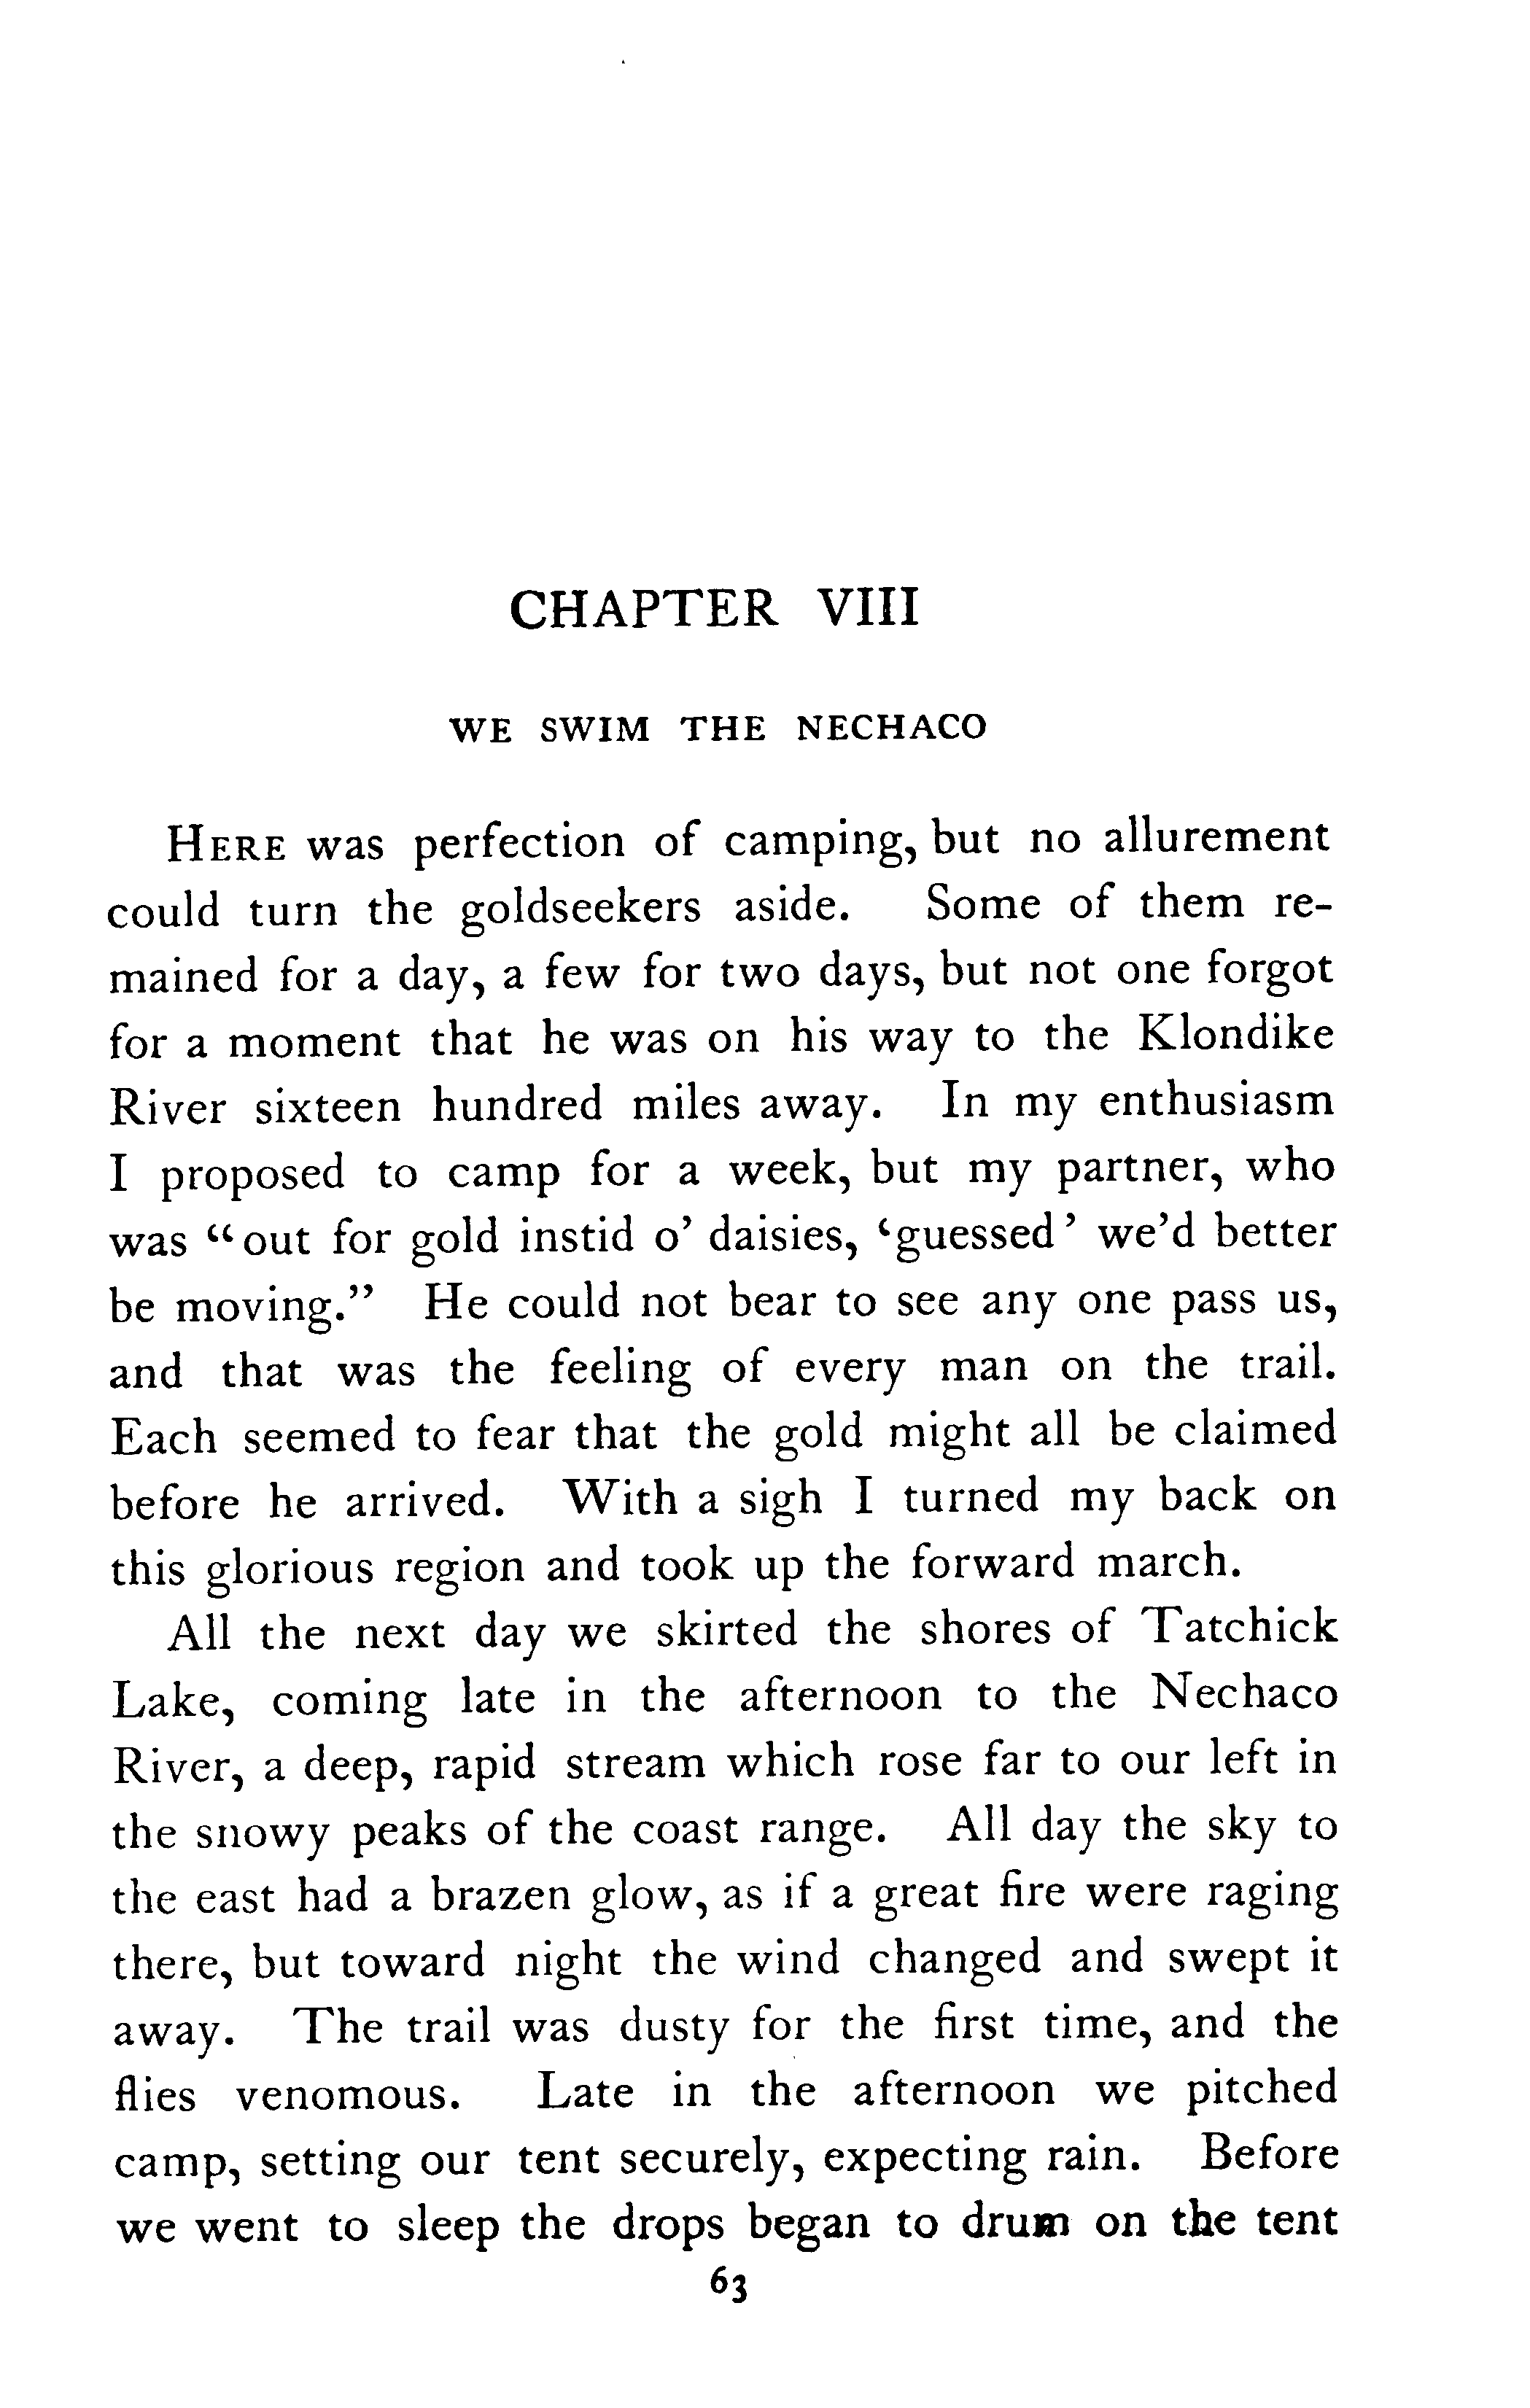 CHAPTER VIII
WE SWIM THE NECHACO
HERE was perfection of camping, but no allurement
could turn the goldseekers aside. Some of them re-
mained for a day, a few for two days, but not one forgot
for a moment that he was on his way to the Klondike
River sixteen hundred miles away. In my enthusiasm
I proposed to camp for a week, but my partner, who
was “out for gold instid o’ daisies, ‘guessed’ we’d better
be moving.” He could not bear to see any one pass us,
and that was the feeling of every man on the trail.
Each seemed to fear that the gold might all be claimed
before he arrived. With a sigh I turned my back on
this glorious region and took up the forward march.
All the next day we skirted the shores of Tatchick
Lake, coming late in the afternoon to the Nechaco
River, a deep, rapid stream which rose far to our left in
the snowy peaks of the coast range. All day the sky to
the east had a brazen glow, as if a great fire were raging
there, but toward night the wind changed and swept it
away. The trail was dusty for the first time, and the
flies venomous. Late in the afternoon we pitched
camp, setting our tent securely, expecting rain. Before
we went to sleep the drops began to drum on the tent
63